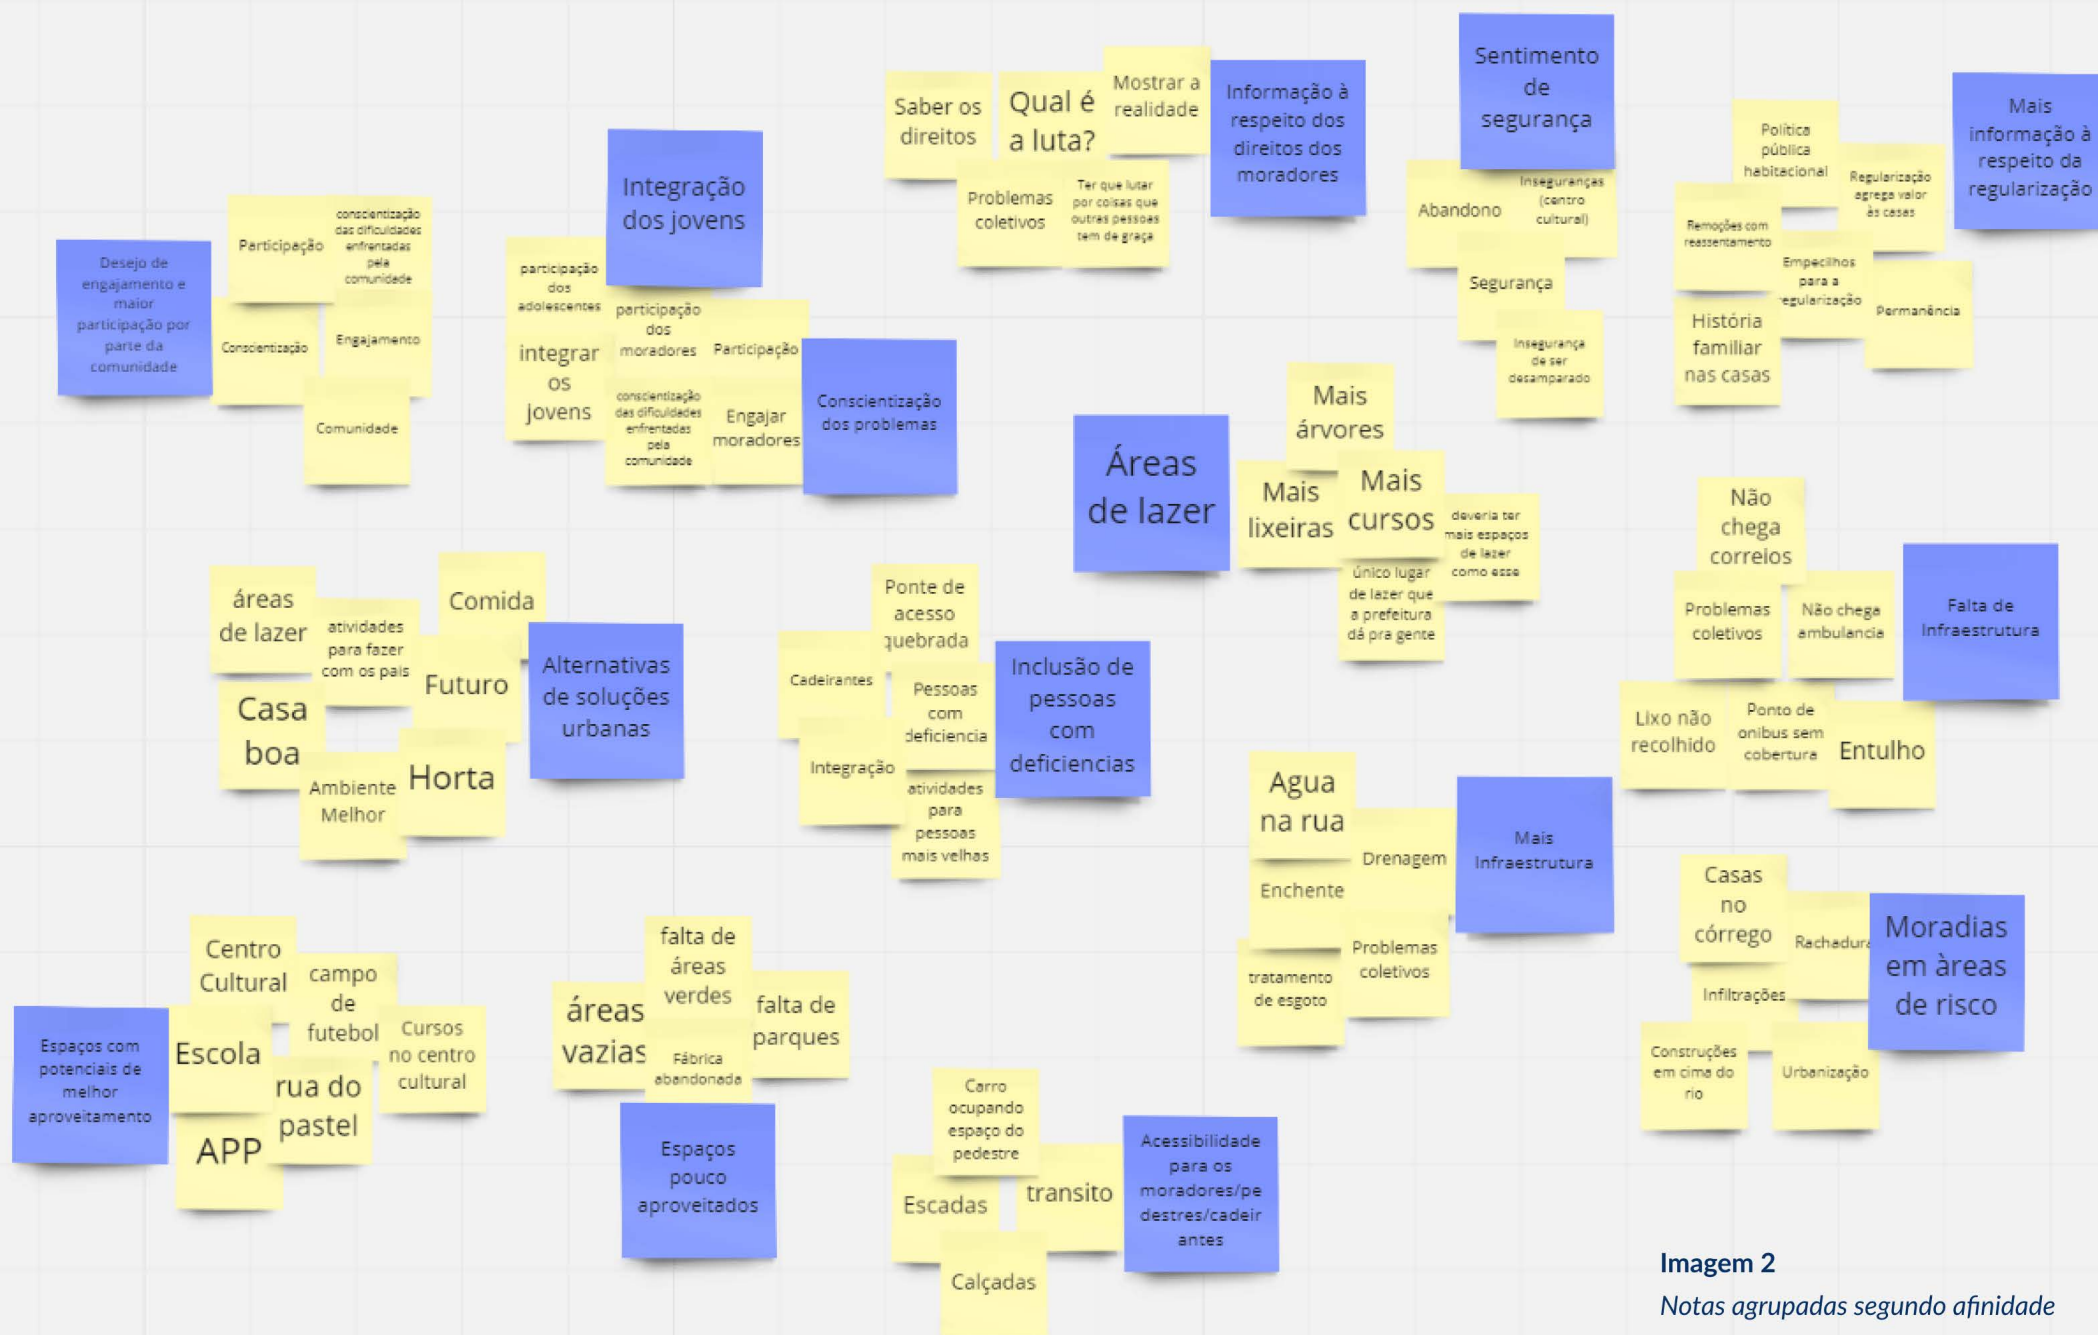 Desejo de
engajamento e
maior
participação por
parte da
comunidade
Participação
conscientização
das dificuldades
enfrentadas
pela
comunidade
Conscientização
Engajamento
Comunidade
Integração
dos jovens
participação
dos
adolescentes
participação
dos
moradores
Participação
integrar
os
jovens
conscientização
das dificuldades
enfrentadas
pela
comunidade
Engajar
moradores
Conscientização
dos problemas
Saber os
direitos
Qual é
a luta?
Mostrar a
realidade
Problemas
coletivos
Ter que lutar
por coisas que
outras pessoas
tem de graça
Informação à
respeito dos
direitos dos
moradores
Sentimento
de
segurança
Abandono
Inseguranças
(centro
cultural)
Segurança
Insegurança
de ser
desamparado
Política
pública
habitacional
Regularização
agrega valor
às casas
Remoções com
reassentamento
Empecilhos
para a
regularização
Permanência
História
familiar
nas casas
Mais
informação à
respeito da
regularização
Áreas
de lazer
Mais
árvores
Mais
lixeiras
Mais
cursos
deveria ter
mais espaços
de lazer
como esse
único lugar
de lazer que
a prefeitura
dá pra gente
Não
chega
correios
Problemas
coletivos
Não chega
ambulancia
Lixo não
recolhido
Ponto de
onibus sem
cobertura
Entulho
Falta de
Infraestrutura
áreas
de lazer
atividades
para fazer
com os pais
Comida
Futuro
Casa
boa
Ambiente
Melhor
Horta
Alternativas
de soluções
urbanas
Ponte de
acesso
quebrada
Cadeirantes
Pessoas
com
deficiencia
Integração
atividades
para
pessoas
mais velhas
Inclusão de
pessoas
com
deficiencias
Agua
na rua
Drenagem
Enchente
Problemas
coletivos
tratamento
de esgoto
Mais
Infraestrutura
Casas
no
córrego
Rachadura
Infiltrações
Construções
em cima do
rio
Urbanização
Moradias
em àreas
de risco
Espaços com
potenciais de
melhor
aproveitamento
Centro
Cultural
campo
de
futebol
Cursos
no centro
cultural
Escola
rua do
pastel
APP
falta de
áreas
verdes
áreas
vazias
falta de
parques
Fábrica
abandonada
Espaços
pouco
aproveitados
Carro
ocupando
espaço do
pedestre
Escadas
transito
Calçadas
Acessibilidade
para os
moradores/pe
destres/cadeir
antes
Imagem 2
Notas agrupadas segundo afinidade